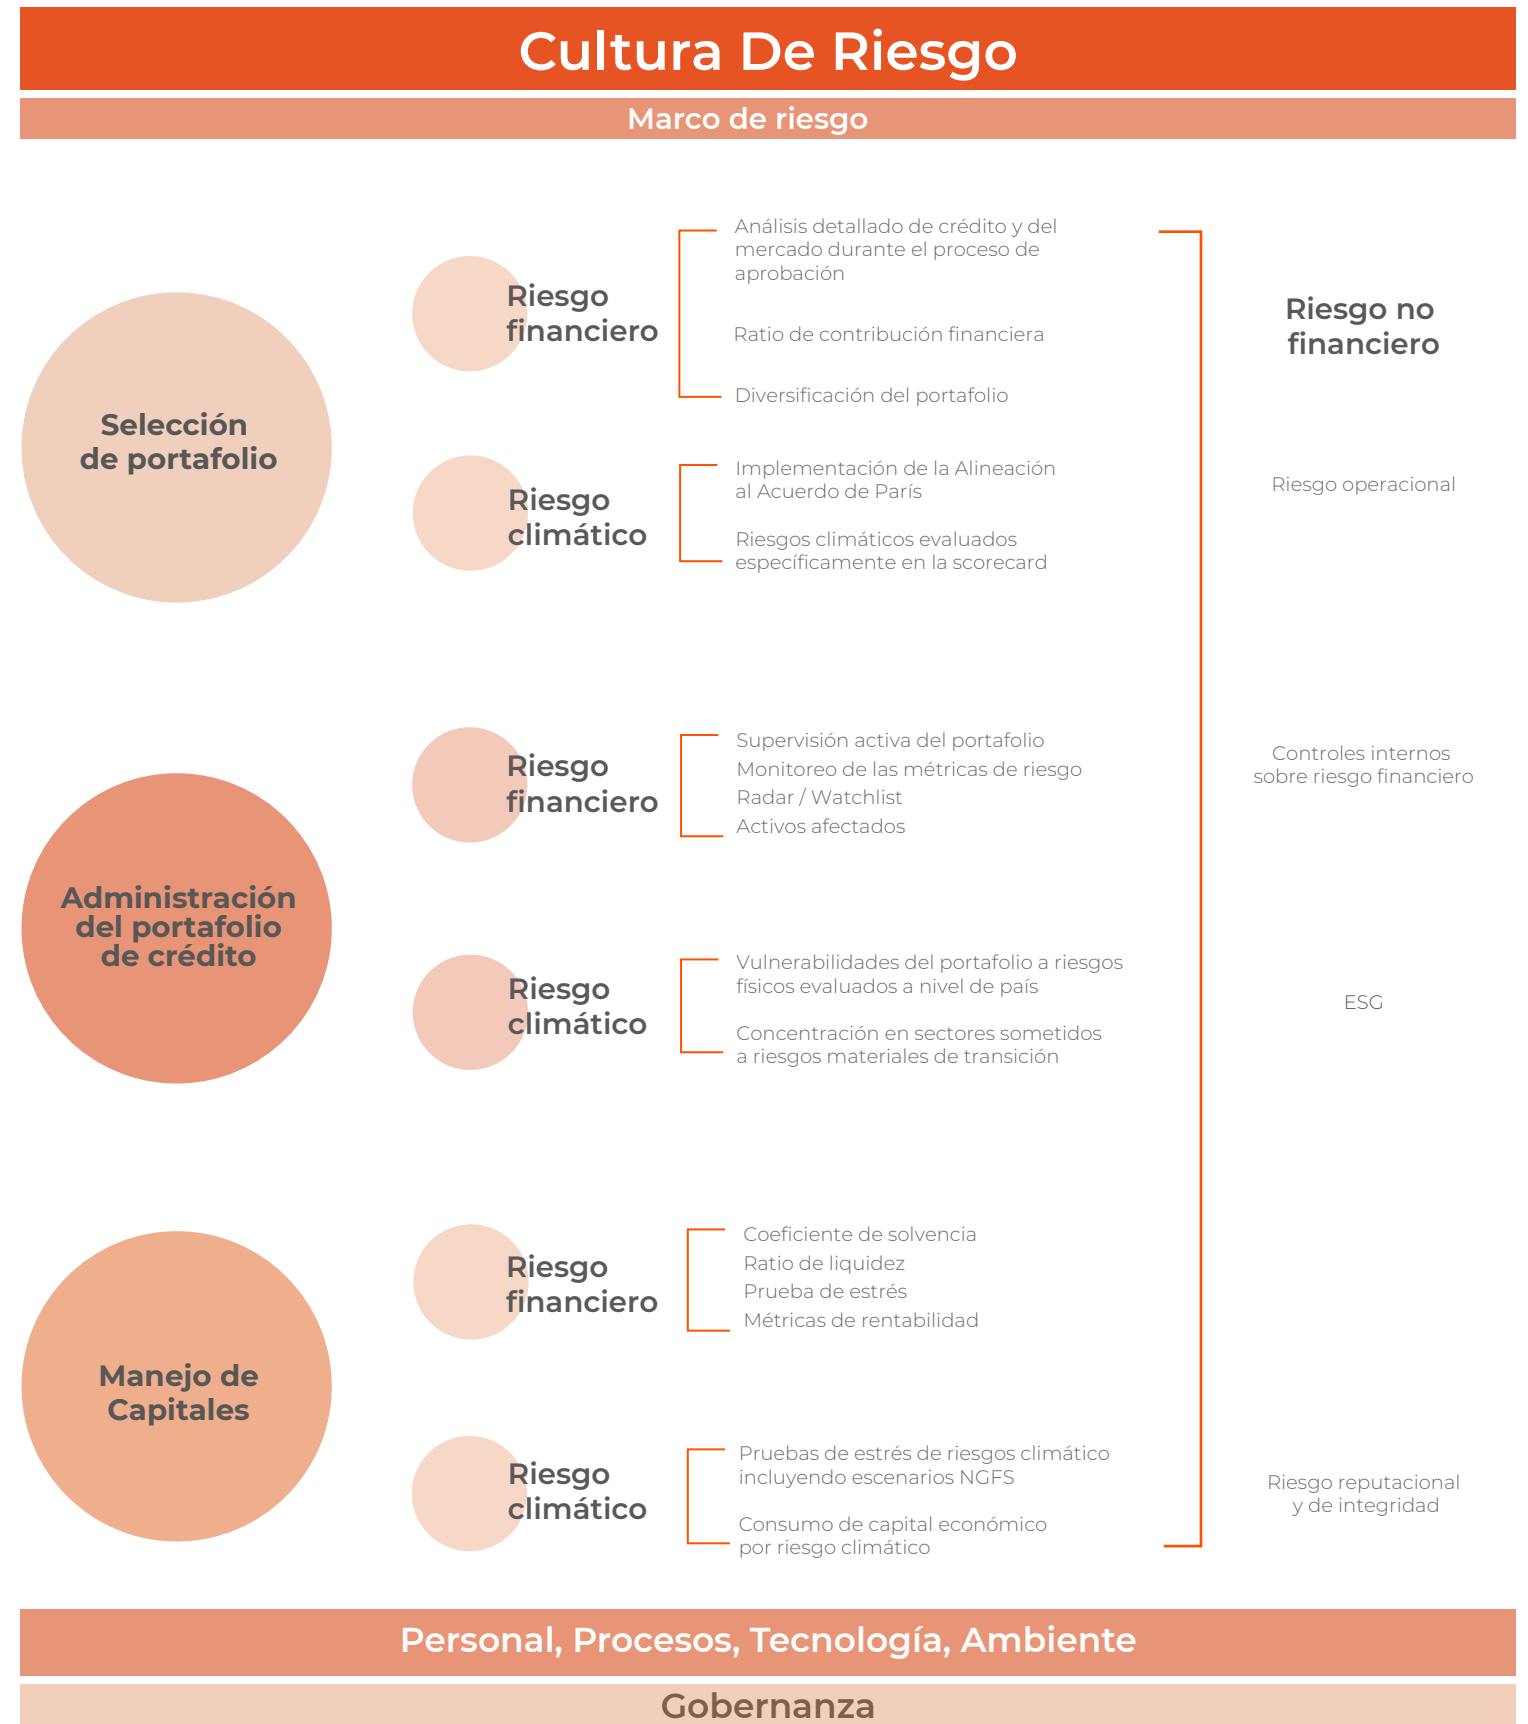 Cultura De Riesgo
Marco de riesgo
Selección
de portafolio
Riesgo
financiero
Análisis detallado de crédito y del
mercado durante el proceso de
aprobación
Ratio de contribución financiera
Diversificación del portafolio
Riesgo
climático
Implementación de la Alineación
al Acuerdo de París
Riesgos climáticos evaluados
específicamente en la scorecard
Administración
del portafolio
de crédito
Riesgo
financiero
Supervisión activa del portafolio
Monitoreo de las métricas de riesgo
Radar / Watchlist
Activos afectados
Riesgo
climático
Vulnerabilidades del portafolio a riesgos
físicos evaluados a nivel de país
Concentración en sectores sometidos
a riesgos materiales de transición
Manejo de
Capitales
Riesgo
financiero
Coeficiente de solvencia
Ratio de liquidez
Prueba de estrés
Métricas de rentabilidad
Riesgo
climático
Pruebas de estrés de riesgos climático
incluyendo escenarios NGFS
Consumo de capital económico
por riesgo climático
Riesgo no
financiero
Riesgo operacional
Controles internos
sobre riesgo financiero
ESG
Riesgo reputacional
y de integridad
Personal, Procesos, Tecnología, Ambiente
Gobernanza